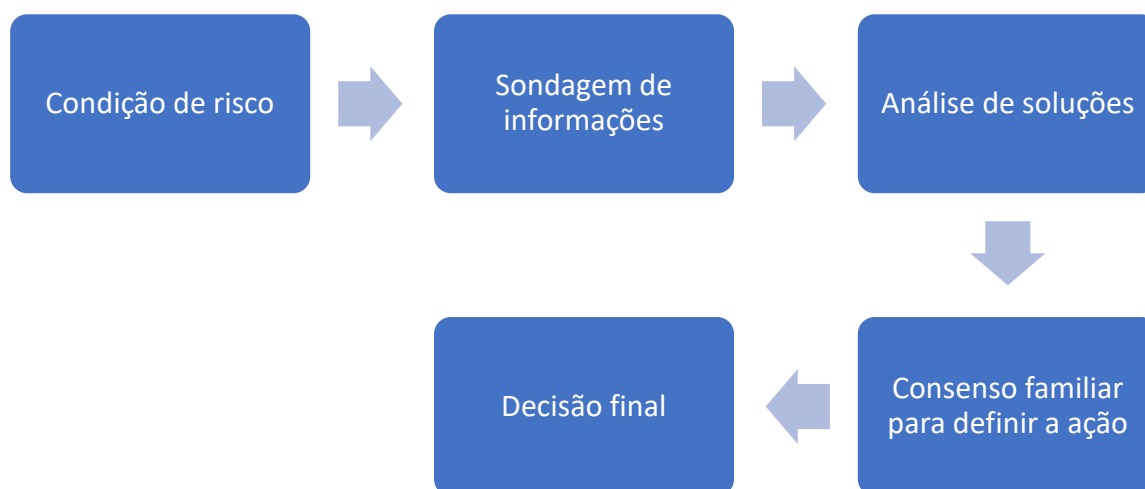 Condição de risco
Sondagem de
informações
Análise de soluções
Consenso familiar
para definir a ação
Decisão final